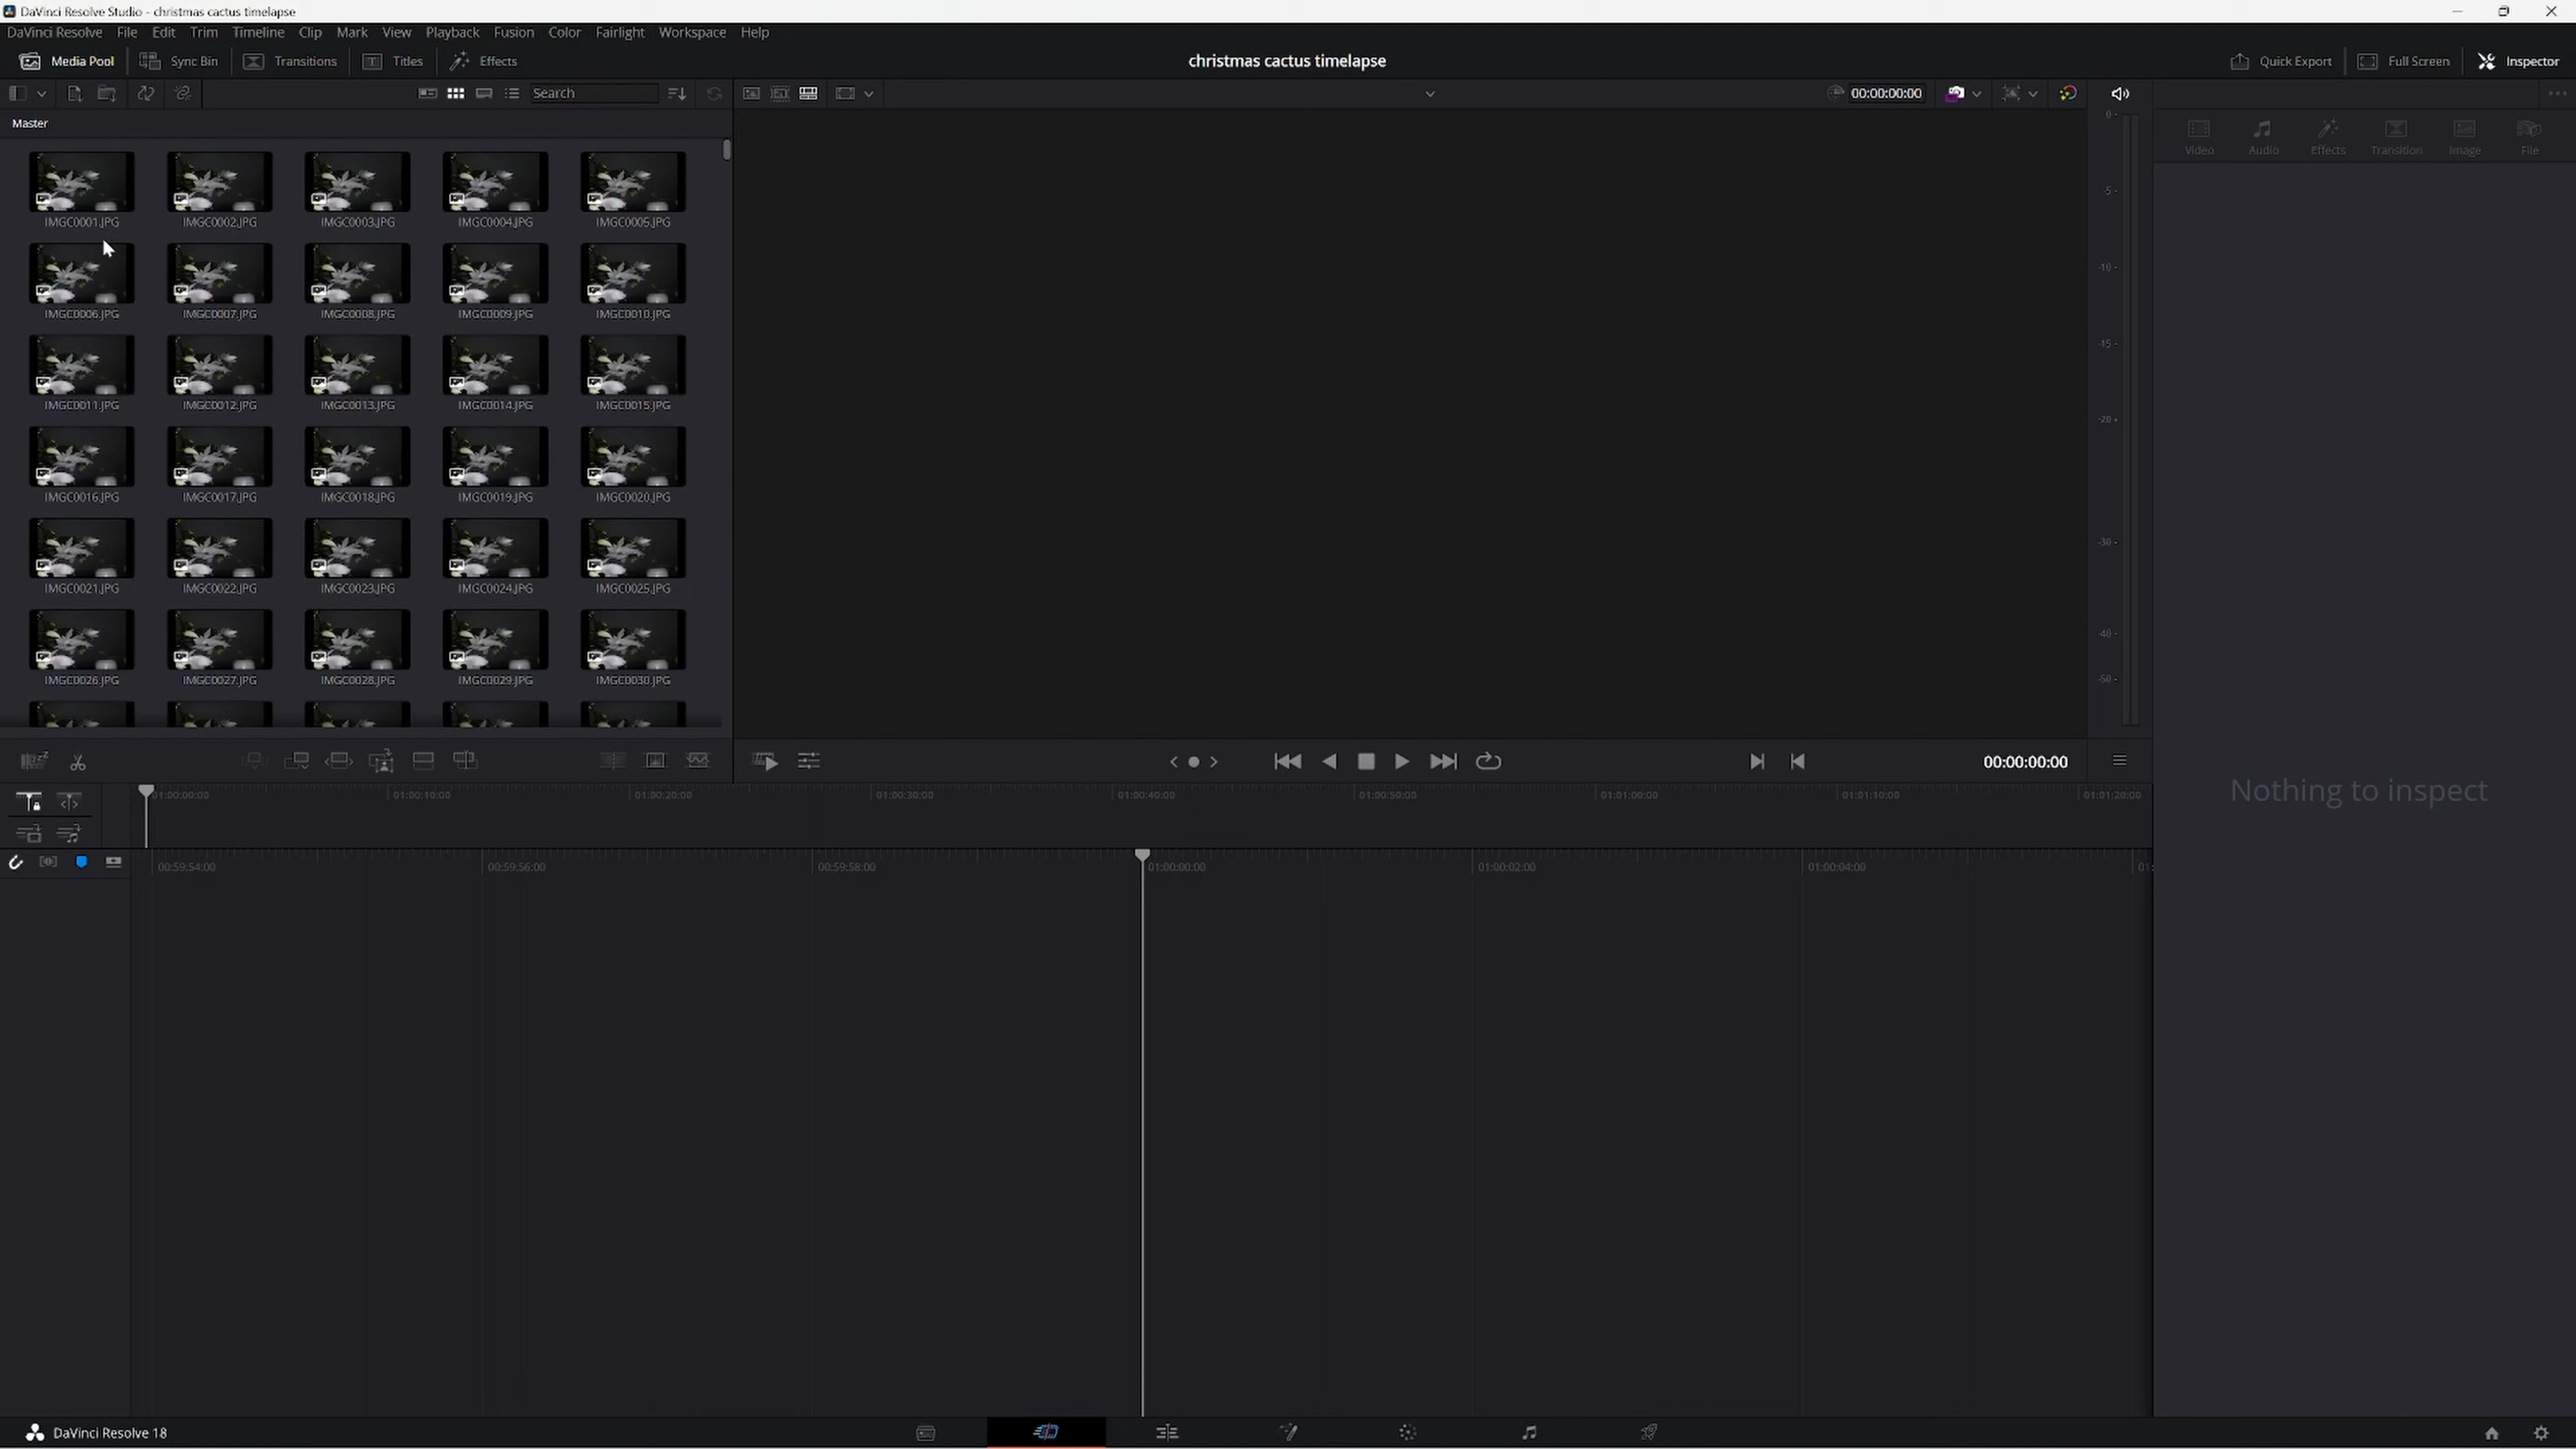 DaVinci Resolve Studio - christmas cactus timelapse
DaVinci Resolve File Edit Trim Timeline Clip Mark View Playback Fusion Color Fairlight Workspace Help
Media Pool Sync Bin Transitions Titles Effects christmas cactus timelapse Quick Export Full Screen Inspector
Search 00:00:00:00
Master
Video Audio Effects Transition Image File
0 -
-5 -
-10 -
-15 -
-20 -
-30 -
-40 -
-50 -
IMGC0001.JPG IMGC0002.JPG IMGC0003.JPG IMGC0004.JPG IMGC0005.JPG
IMGC0006.JPG IMGC0007.JPG IMGC0008.JPG IMGC0009.JPG IMGC0010.JPG
IMGC0011.JPG IMGC0012.JPG IMGC0013.JPG IMGC0014.JPG IMGC0015.JPG
IMGC0016.JPG IMGC0017.JPG IMGC0018.JPG IMGC0019.JPG IMGC0020.JPG
IMGC0021.JPG IMGC0022.JPG IMGC0023.JPG IMGC0024.JPG IMGC0025.JPG
IMGC0026.JPG IMGC0027.JPG IMGC0028.JPG IMGC0029.JPG IMGC0030.JPG
00:00:00:00
01:00:00:00 01:00:10:00 01:00:20:00 01:00:30:00 01:00:40:00 01:00:50:00 01:01:00:00 01:01:10:00 01:01:20:00
Nothing to inspect
00:59:54:00 00:59:56:00 00:59:58:00 01:00:00:00 01:00:02:00 01:00:04:00 01:
DaVinci Resolve 18